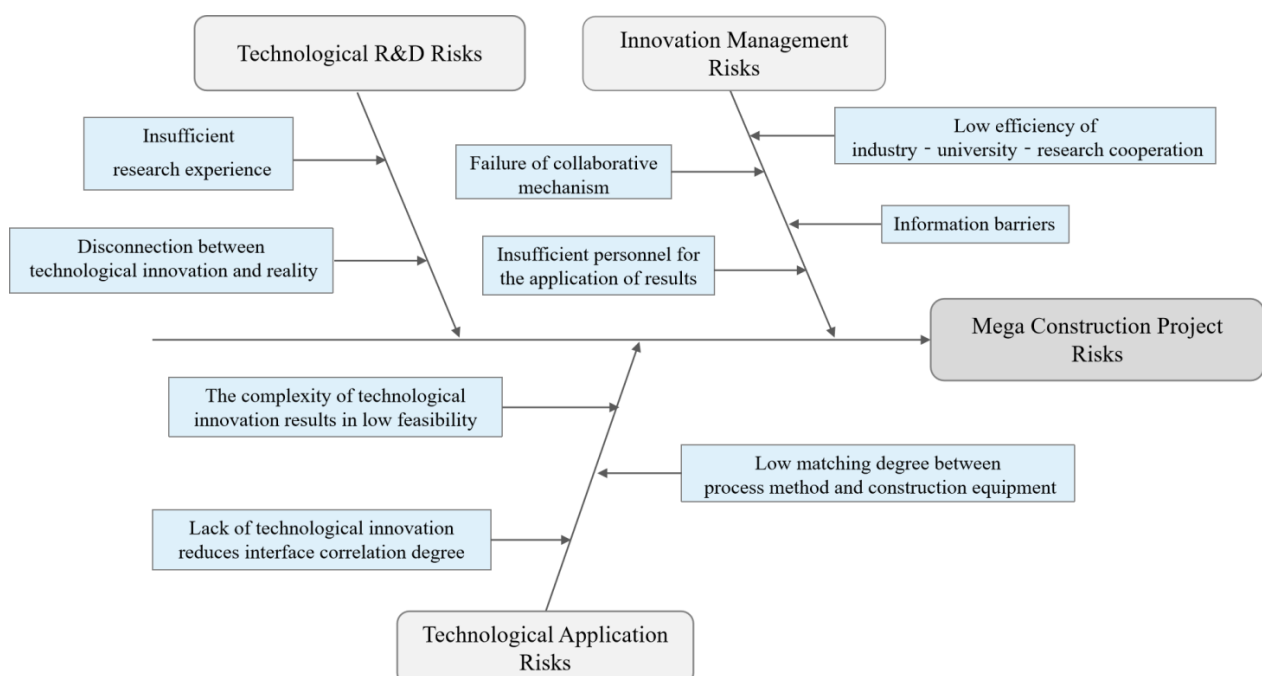 Technological R&D Risks
Innovation Management
Risks
Insufficient
research experience
Low efficiency of
industry - university - research cooperation
Failure of collaborative
mechanism
Disconnection between
technological innovation and reality
Information barriers
Insufficient personnel for
the application of results
Mega Construction Project
Risks
The complexity of technological
innovation results in low feasibility
Low matching degree between
process method and construction equipment
Lack of technological innovation
reduces interface correlation degree
Technological Application
Risks